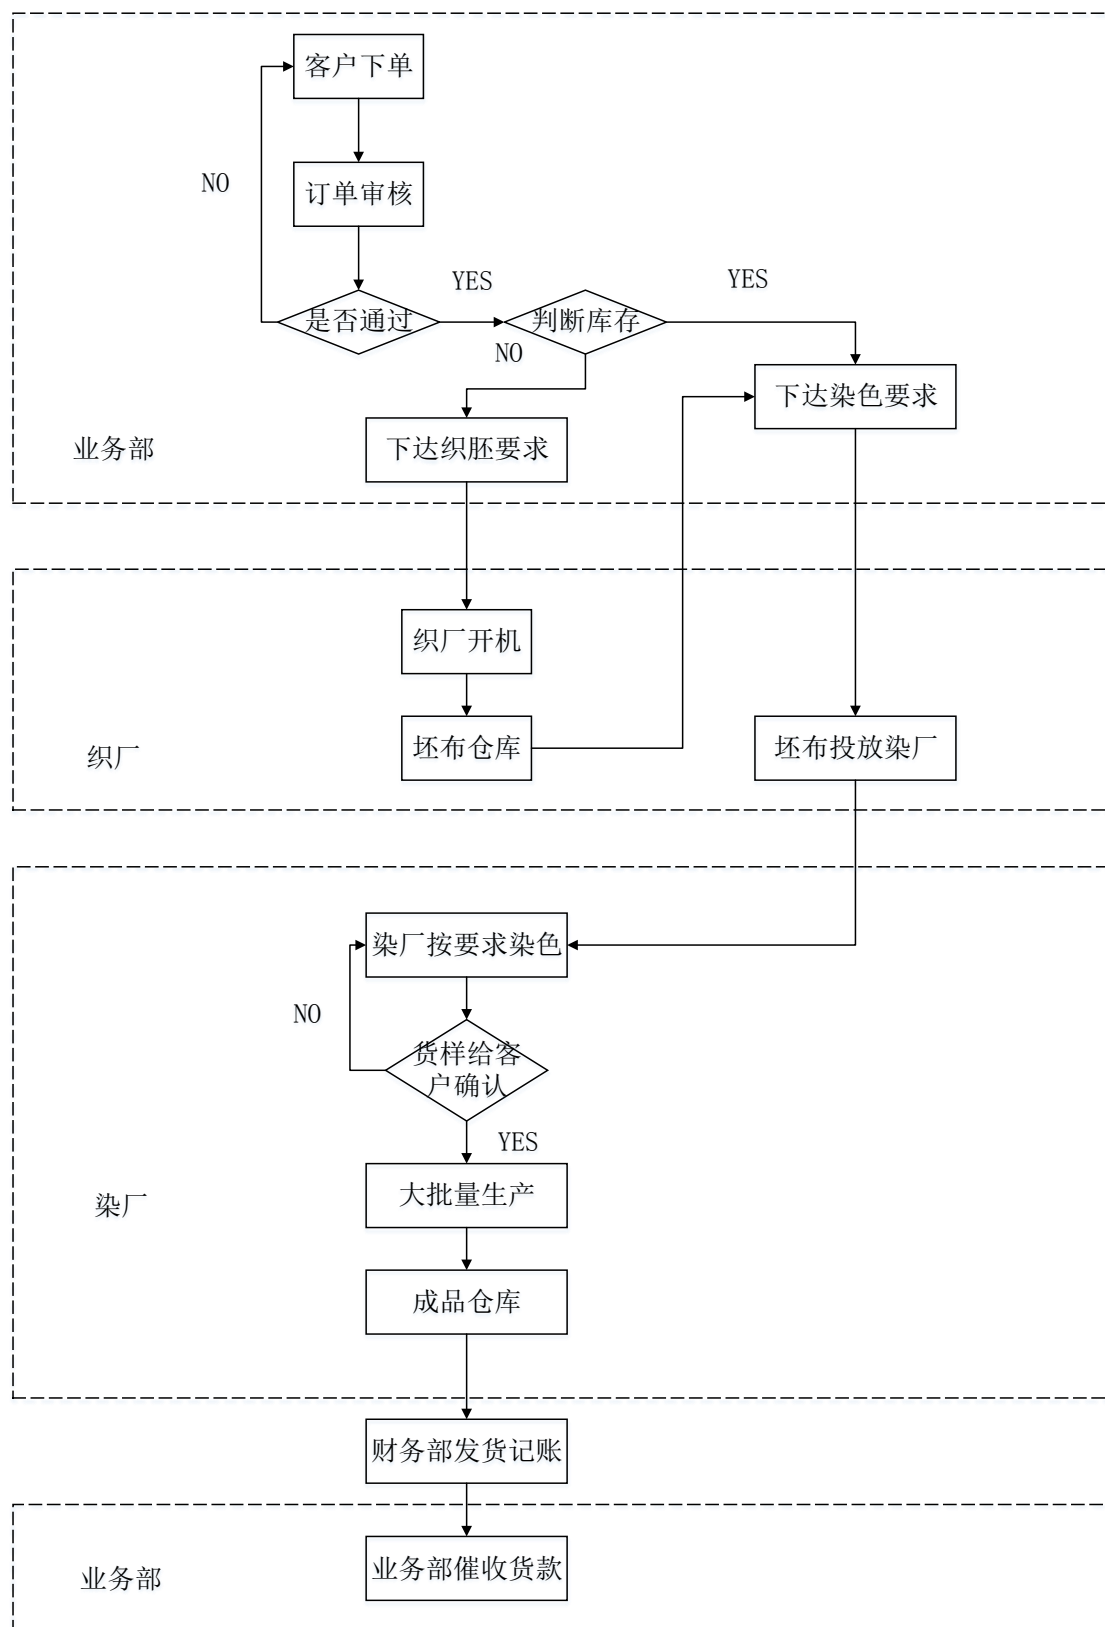 客户下单
NO
订单审核
YES
YES
是否通过
判断库存
NO
下达染色要求
业务部
下达织胚要求
织厂开机
织厂
坯布仓库
坯布投放染厂
染厂按要求染色
NO
货样给客
户确认
YES
大批量生产
染厂
成品仓库
财务部发货记账
业务部催收货款
业务部